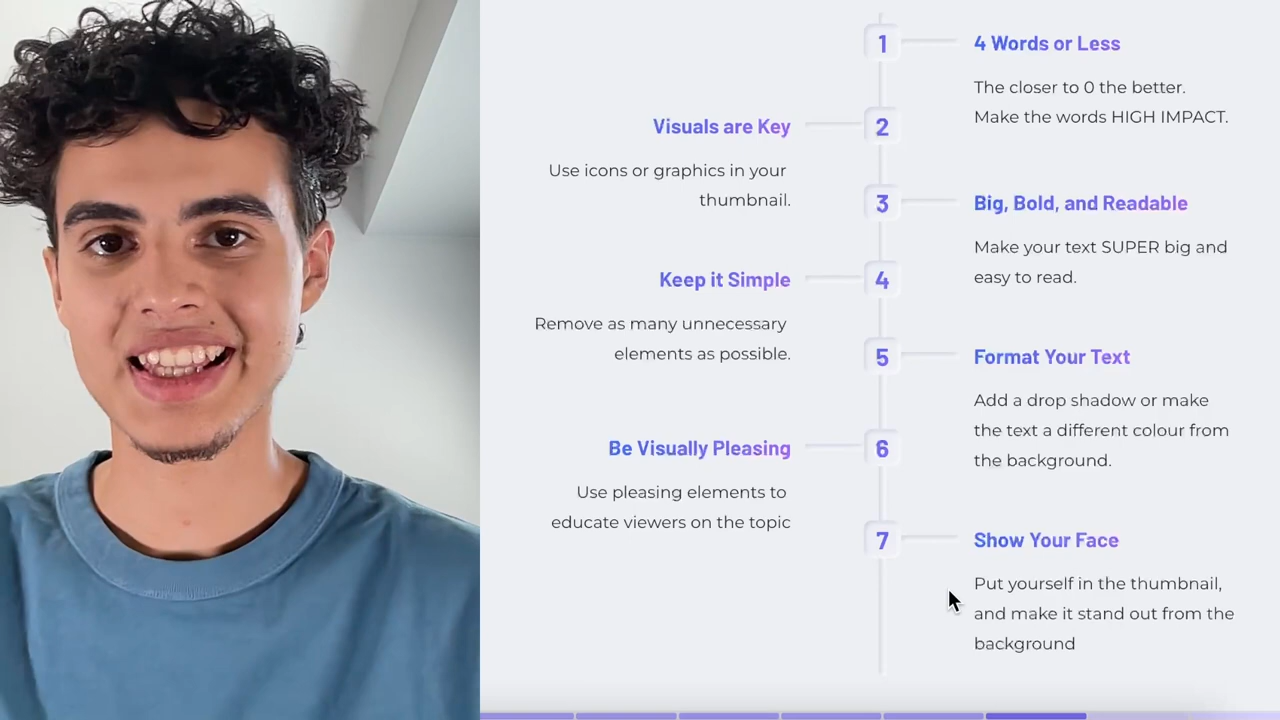 1
4 Words or Less
The closer to 0 the better.
Make the words HIGH IMPACT.
Visuals are Key
2
Use icons or graphics in your
thumbnail.
3
Big, Bold, and Readable
Make your text SUPER big and
easy to read.
Keep it Simple
4
Remove as many unnecessary
elements as possible.
5
Format Your Text
Add a drop shadow or make
the text a different colour from
the background.
Be Visually Pleasing
6
Use pleasing elements to
educate viewers on the topic
7
Show Your Face
Put yourself in the thumbnail,
and make it stand out from the
background